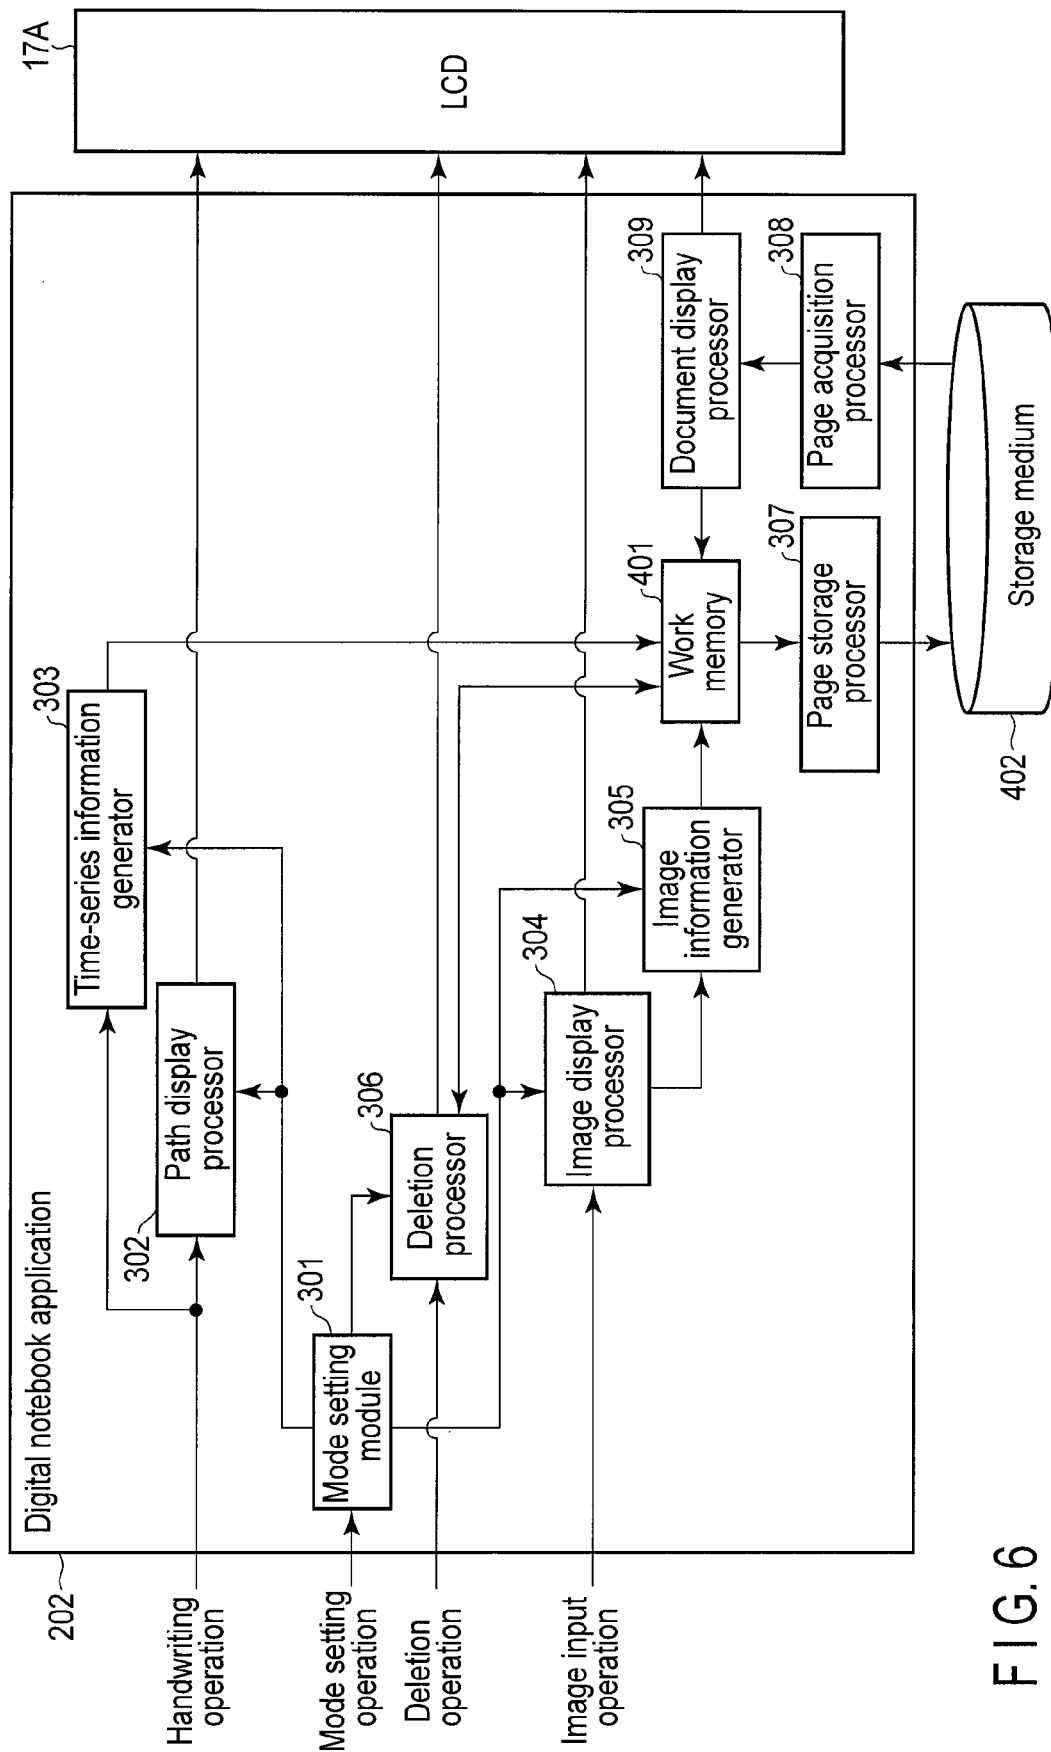 202
Digital notebook application
17A
LCD
Handwriting
operation
302
Path display
processor
303
Time-series information
generator
Mode setting
operation
301
Mode setting
module
Deletion
operation
306
Deletion
processor
Image input
operation
304
Image display
processor
305
Image
information
generator
401
Work
memory
309
Document display
processor
307
Page storage
processor
308
Page acquisition
processor
402
Storage medium
FIG. 6